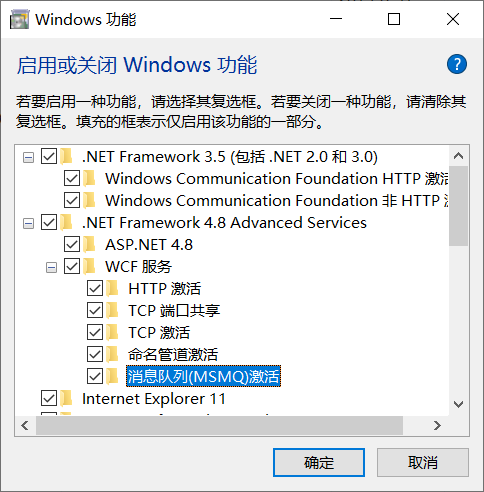 Windows 功能
启用或关闭 Windows 功能
?
若要启用一种功能，请选择其复选框。若要关闭一种功能，请清除其
复选框。填充的框表示仅启用该功能的一部分。
.NET Framework 3.5 (包括 .NET 2.0 和 3.0)
Windows Communication Foundation HTTP 激
Windows Communication Foundation 非 HTTP
.NET Framework 4.8 Advanced Services
ASP.NET 4.8
WCF 服务
HTTP 激活
TCP 端口共享
TCP 激活
命名管道激活
消息队列(MSMQ)激活
Internet Explorer 11
确定
取消